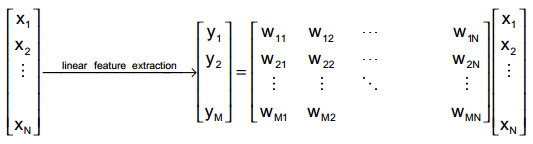 x₁ y₁ w₁₁ w₁₂ ⋯ w₁N x₁
x₂ linear feature extraction y₂ = w₂₁ w₂₂ ⋯ w₂N x₂
⋮ ⋮ ⋮ ⋱ ⋮ ⋮
xN yM wM1 wM2 wMN xN